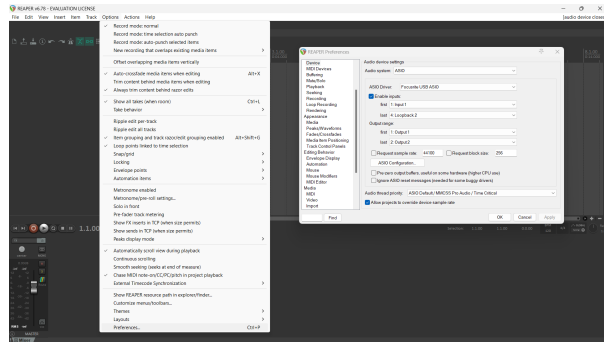 REAPER v6.78 - EVALUATION LICENSE
File Edit View Insert Item Track Options Actions Help
[audio device closed
Record mode: normal
Record mode: time selection auto punch
Record mode: auto-punch selected items
New recording that overlaps existing media items
Offset overlapping media items vertically
Auto-crossfade media items when editing Alt+X
Trim content behind media items when editing
Always trim content behind razor edits
Show all takes (when room) Ctrl+L
Take behavior
Ripple edit per-track
Ripple edit all tracks
Item grouping and track razor/edit grouping enabled Alt+Shift+G
Loop points linked to time selection
Snap/grid
Locking
Envelope points
Automation items
Metronome enabled
Metronome/pre-roll settings...
Solo in front
Pre-fader track metering
Show FX inserts in TCP (when size permits)
Show sends in TCP (when size permits)
Peaks display mode
Automatically scroll view during playback
Continuous scrolling
Smooth seeking (seeks at end of measure)
Chase MIDI note-on/CC/PC/pitch in project playback
External Timecode Synchronization
Show REAPER resource path in explorer/finder...
Customize menus/toolbars...
Themes
Layouts
Preferences... Ctrl+P
REAPER Preferences
Device
MIDI Devices
Buffering
Mute/Solo
Playback
Seeking
Recording
Loop Recording
Rendering
Appearance
Media
Peaks/Waveforms
Fades/Crossfades
Media Item Positioning
Track Control Panels
Editing Behavior
Envelope Display
Automation
Mouse
Mouse Modifiers
MIDI Editor
Media
MIDI
Video
Import
Find
Audio device settings
Audio system: ASIO
ASIO Driver: Focusrite USB ASIO
Enable inputs:
first 1: Input 1
last 4: Loopback 2
Output range:
first 1: Output 1
last 2: Output 2
Request sample rate: 44100 Request block size: 256
ASIO Configuration...
Pre-zero output buffers, useful on some hardware (higher CPU use)
Ignore ASIO reset messages (needed for some buggy drivers)
Audio thread priority: ASIO Default / MMCSS Pro Audio / Time Critical
Allow projects to override device sample rate
OK Cancel Apply
1.1.00
MASTER